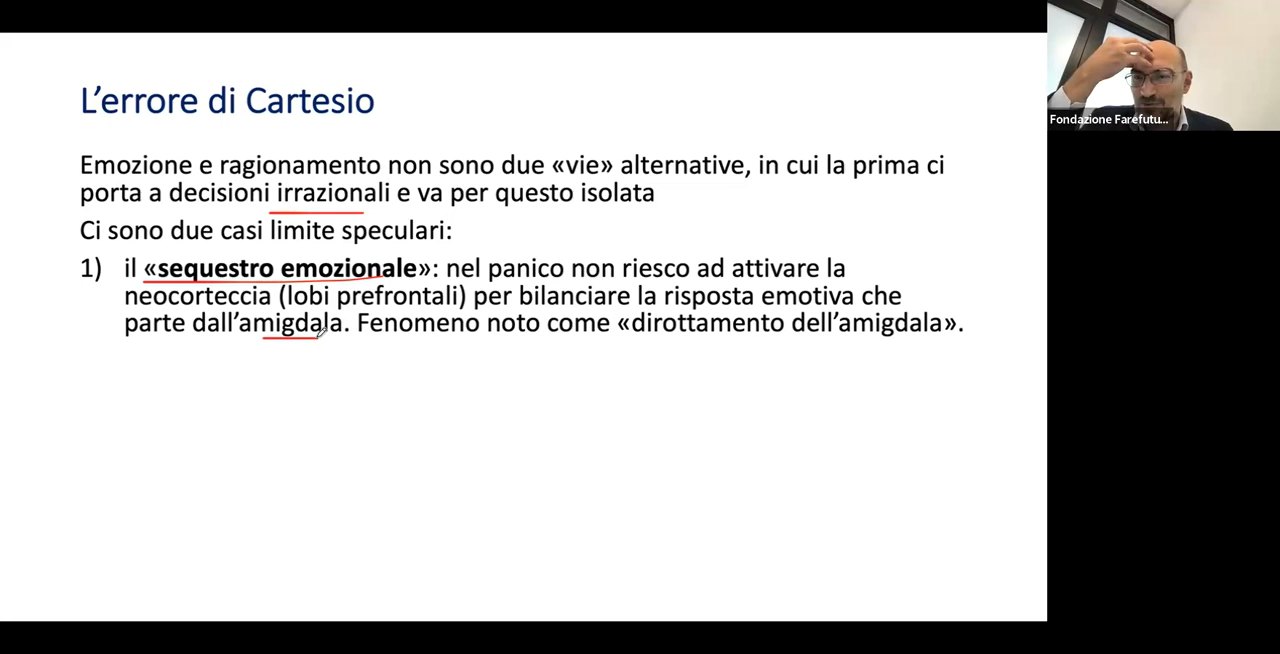 L'errore di Cartesio
Emozione e ragionamento non sono due «vie» alternative, in cui la prima ci
porta a decisioni irrazionali e va per questo isolata
Ci sono due casi limite speculari:
1) il «sequestro emozionale»: nel panico non riesco ad attivare la
neocorteccia (lobi prefrontali) per bilanciare la risposta emotiva che
parte dall'amigdala. Fenomeno noto come «dirottamento dell'amigdala».
Fondazione Farefutu...